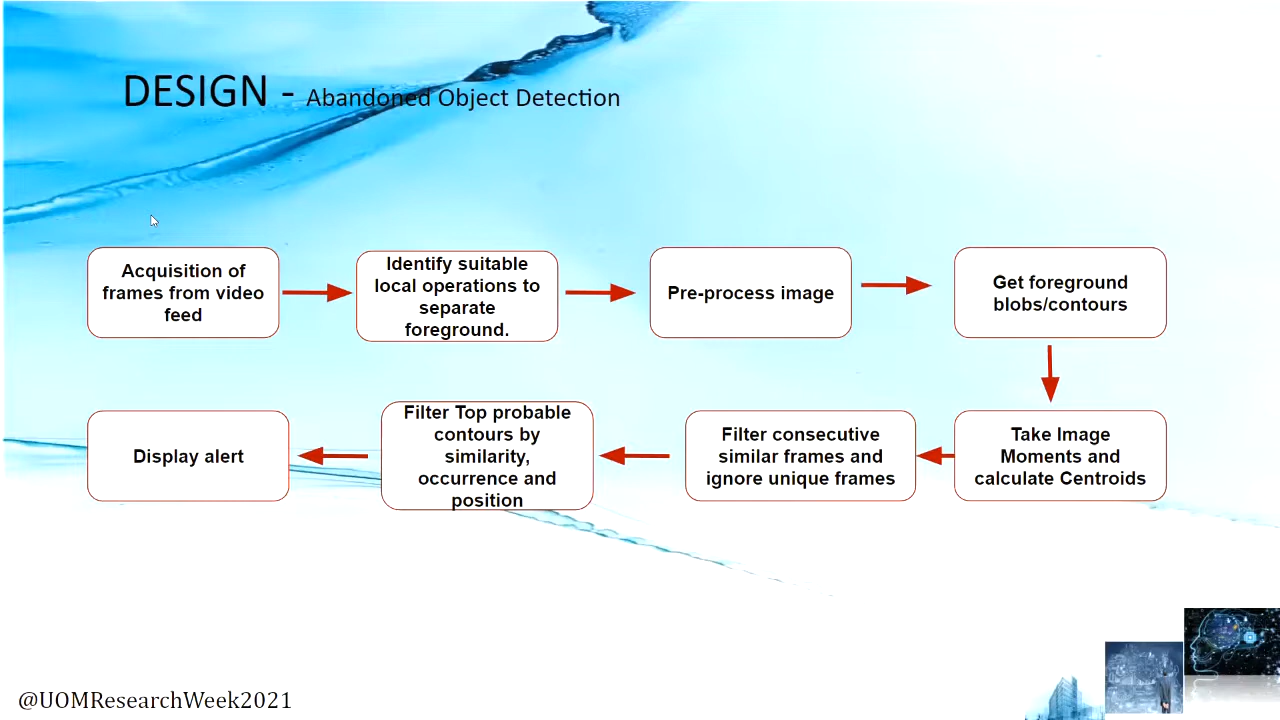 DESIGN - Abandoned Object Detection
Acquisition of
frames from video
feed
Identify suitable
local operations to
separate
foreground.
Pre-process image
Get foreground
blobs/contours
Take Image
Moments and
calculate Centroids
Filter consecutive
similar frames and
ignore unique frames
Filter Top probable
contours by
similarity,
occurrence and
position
Display alert
@UOMResearchWeek2021